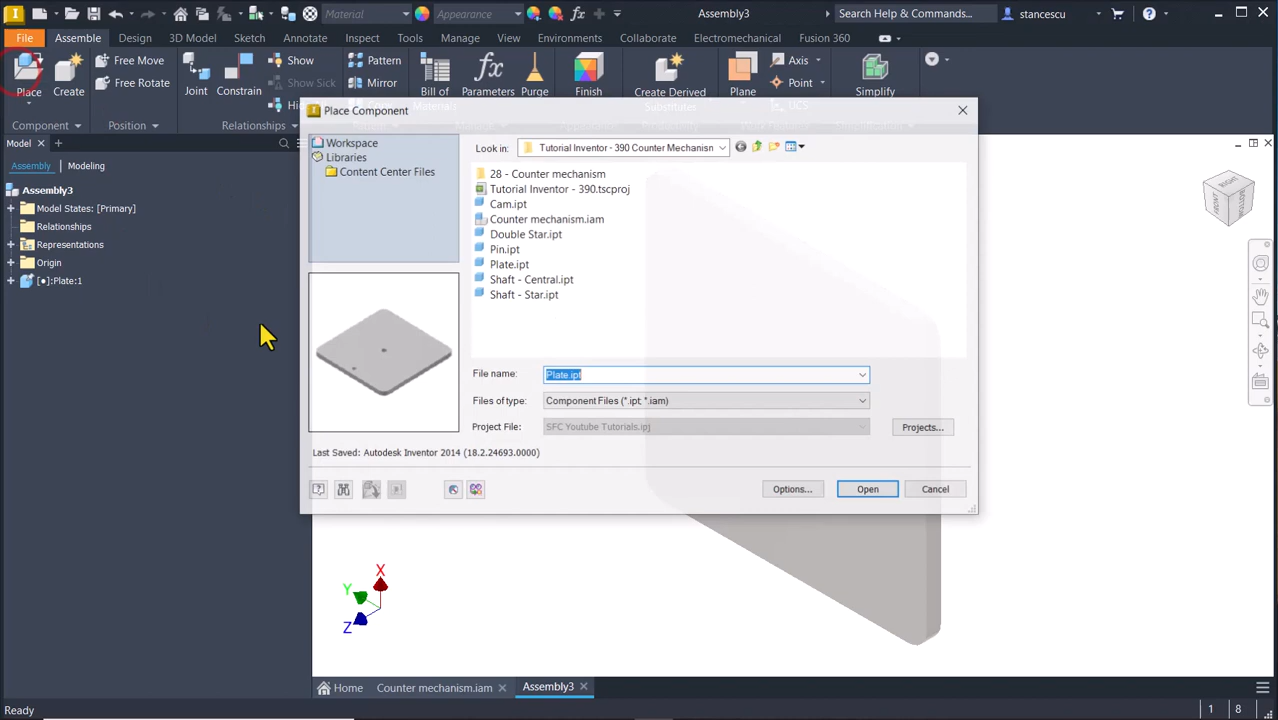 Material
Appearance
Assembly3
Search Help & Commands...
stancescu
File
Assemble
Design
3D Model
Sketch
Annotate
Inspect
Tools
Manage
View
Environments
Collaborate
Electromechanical
Fusion 360
Place
Create
Free Move
Free Rotate
Joint
Constrain
Show
Show Sick
Pattern
Mirror
Bill of
Parameters
Purge
Finish
Create Derived
Substitutes
Plane
Axis
Point
UCS
Simplify
Component
Position
Relationships
Model
Assembly
Modeling
Assembly3
Model States: [Primary]
Relationships
Representations
Origin
[●]:Plate:1
Place Component
Workspace
Libraries
Content Center Files
Look in:
Tutorial Inventor - 390 Counter Mechanism
28 - Counter mechanism
Tutorial Inventor - 390.tscproj
Cam.ipt
Counter mechanism.iam
Double Star.ipt
Pin.ipt
Plate.ipt
Shaft - Central.ipt
Shaft - Star.ipt
File name:
Plate.ipt
Files of type:
Component Files (*.ipt; *.iam)
Project File:
SFC Youtube Tutorials.ipj
Projects...
Last Saved: Autodesk Inventor 2014 (18.2.24693.0000)
Options...
Open
Cancel
RIGHT
X
Y
Z
Home
Counter mechanism.iam
Assembly3
Ready
1
8